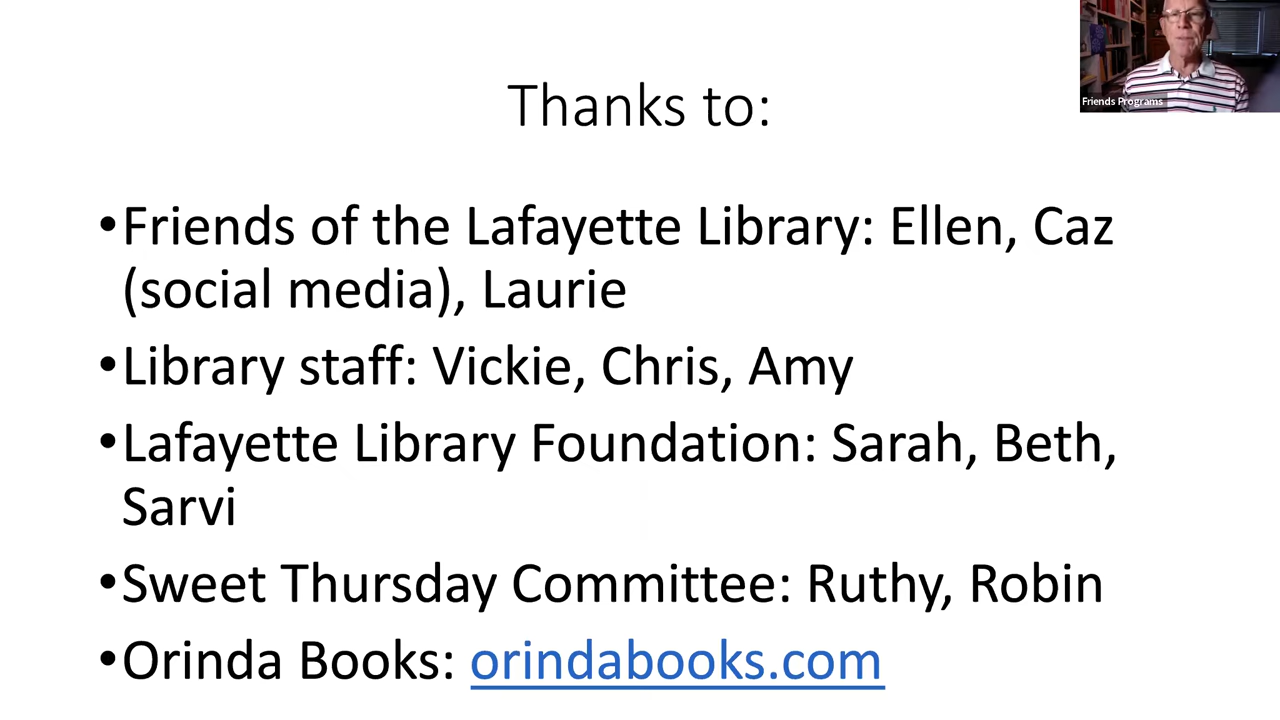 Friends Programs
Thanks to:
•Friends of the Lafayette Library: Ellen, Caz
(social media), Laurie
•Library staff: Vickie, Chris, Amy
•Lafayette Library Foundation: Sarah, Beth,
Sarvi
•Sweet Thursday Committee: Ruthy, Robin
•Orinda Books: orindabooks.com